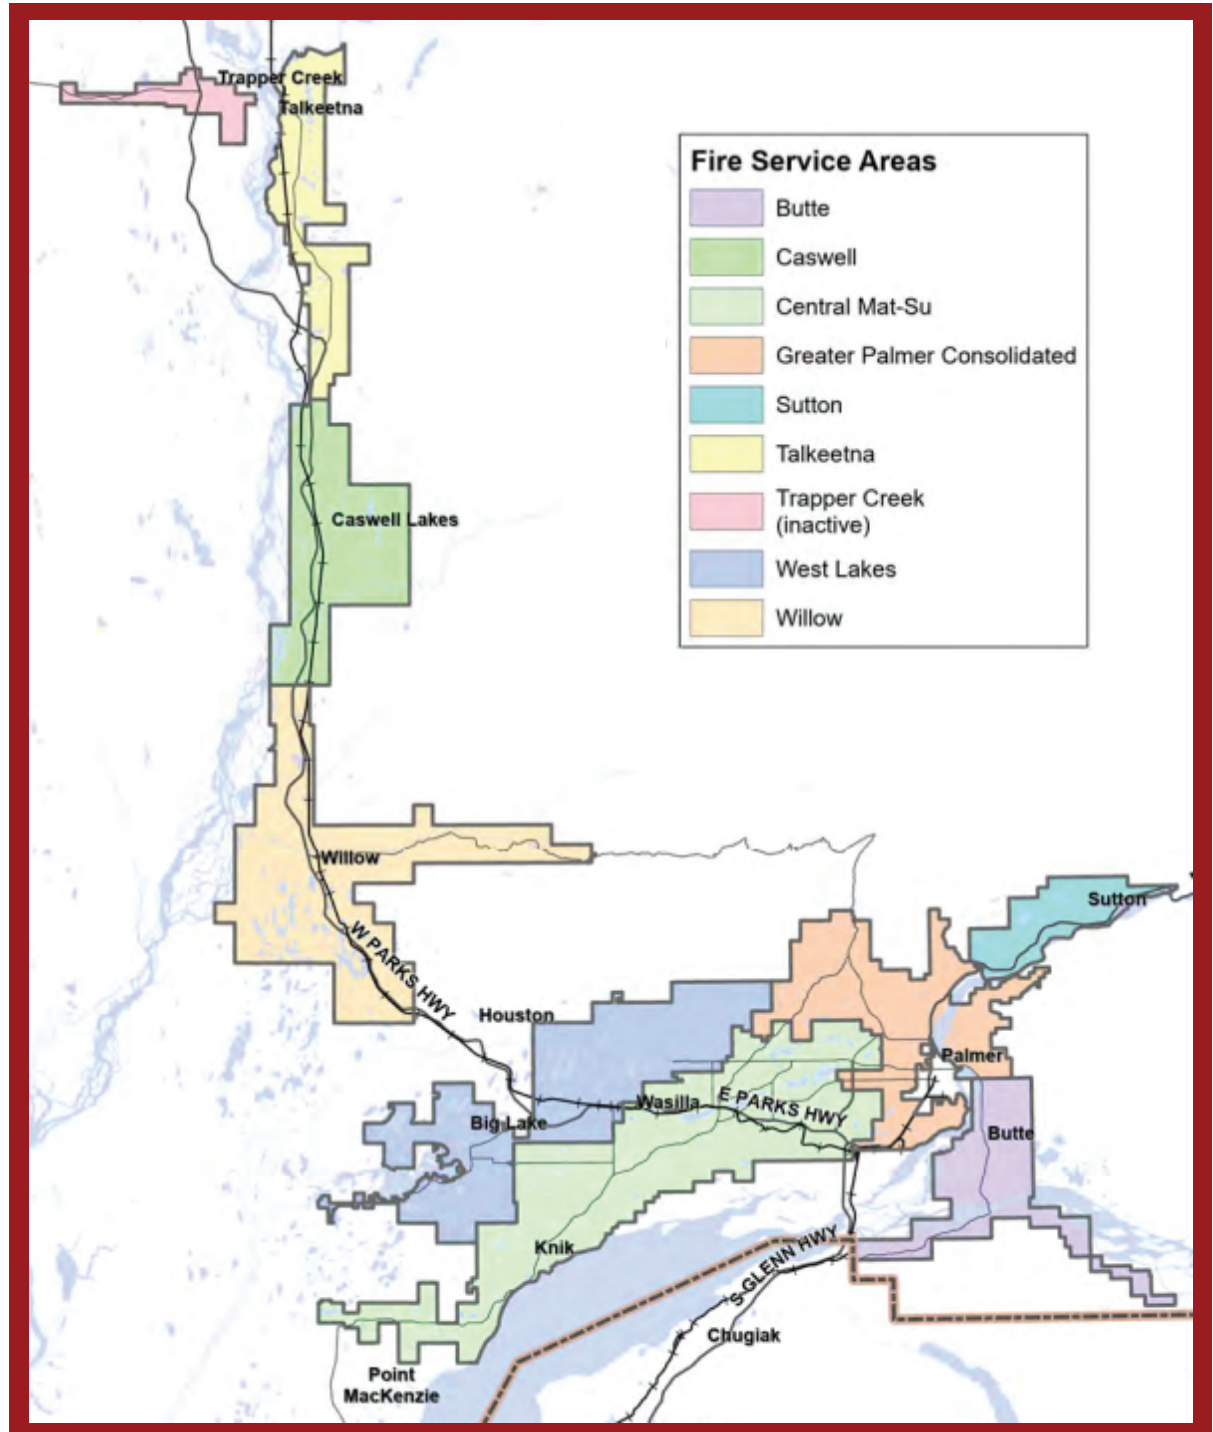 Trapper Creek
Talkeetna
Fire Service Areas
Butte
Caswell
Central Mat-Su
Greater Palmer Consolidated
Sutton
Talkeetna
Trapper Creek
(inactive)
West Lakes
Willow
Caswell Lakes
Willow
Sutton
W PARKS HWY
Houston
Palmer
Wasilla
E PARKS HWY
Big Lake
Butte
Knik
S GLENN HWY
Chugiak
Point
MacKenzie